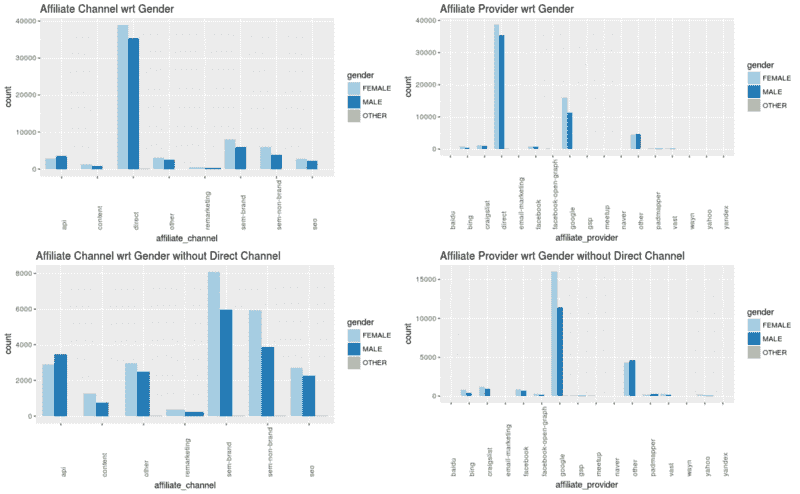 Affiliate Channel wrt Gender
40000
30000
20000
10000
0
count
api
content
direct
other
remarketing
sem-brand
sem-non-brand
seo
affiliate_channel
gender
FEMALE
MALE
OTHER
Affiliate Provider wrt Gender
40000
30000
20000
10000
0
count
baidu
bing
craigslist
direct
email-marketing
facebook
facebook-open-graph
google
gsp
meetup
naver
other
padmapper
vast
wayn
yahoo
yandex
affiliate_provider
gender
FEMALE
MALE
OTHER
Affiliate Channel wrt Gender without Direct Channel
8000
6000
4000
2000
0
count
api
content
other
remarketing
sem-brand
sem-non-brand
seo
affiliate_channel
gender
FEMALE
MALE
OTHER
Affiliate Provider wrt Gender without Direct Channel
15000
10000
5000
0
count
baidu
bing
craigslist
email-marketing
facebook
facebook-open-graph
google
gsp
meetup
naver
other
padmapper
vast
wayn
yahoo
yandex
affiliate_provider
gender
FEMALE
MALE
OTHER